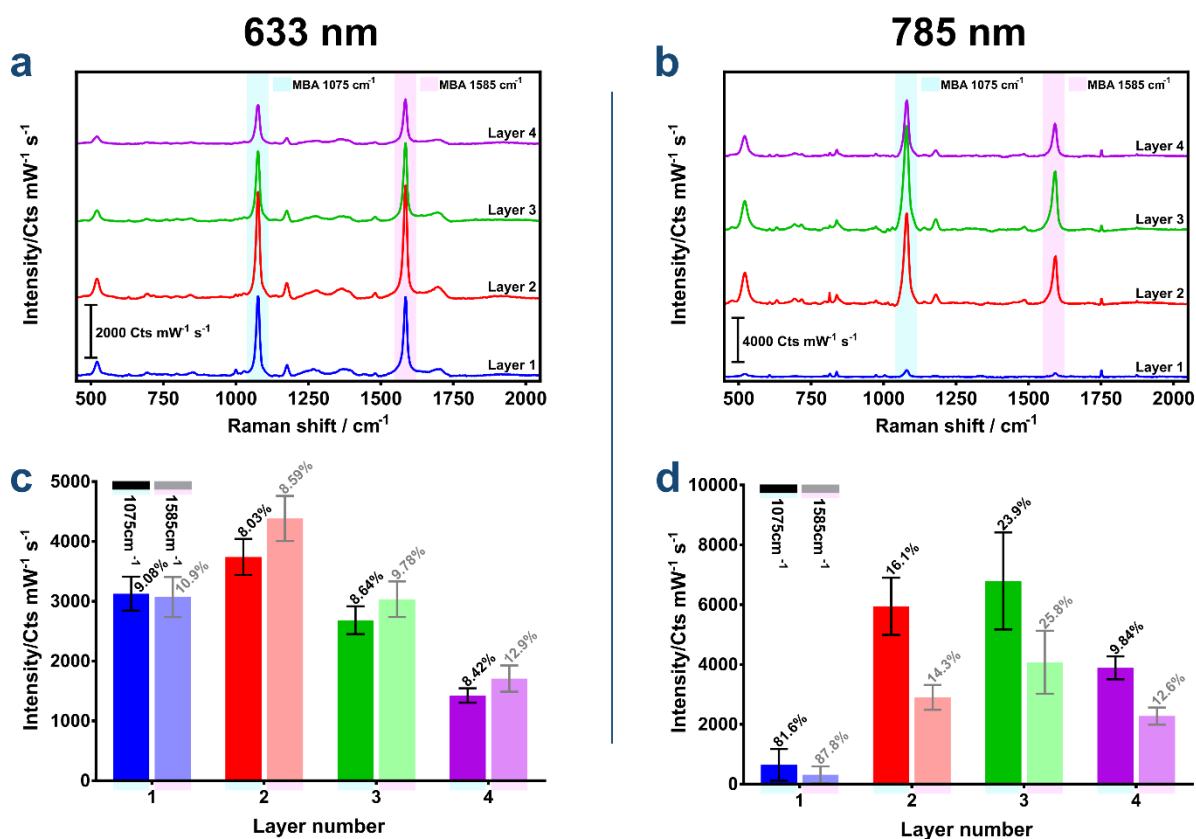 633 nm
785 nm
a
MBA 1075 cm⁻¹
MBA 1585 cm⁻¹
Intensity/Cts mW⁻¹ s⁻¹
Layer 4
Layer 3
Layer 2
2000 Cts mW⁻¹ s⁻¹
Layer 1
500 750 1000 1250 1500 1750 2000
Raman shift / cm⁻¹
b
MBA 1075 cm⁻¹
MBA 1585 cm⁻¹
Intensity/Cts mW⁻¹ s⁻¹
Layer 4
Layer 3
Layer 2
4000 Cts mW⁻¹ s⁻¹
Layer 1
500 750 1000 1250 1500 1750 2000
Raman shift / cm⁻¹
c
Intensity/Cts mW⁻¹ s⁻¹
5000
4000
3000
2000
1000
0
1075cm⁻¹
1585cm⁻¹
9.08%
10.9%
8.03%
8.59%
8.64%
9.78%
8.42%
12.9%
1 2 3 4
Layer number
d
Intensity/Cts mW⁻¹ s⁻¹
10000
8000
6000
4000
2000
0
1075cm⁻¹
1585cm⁻¹
81.6%
87.8%
16.1%
14.3%
23.9%
25.8%
9.84%
12.6%
1 2 3 4
Layer number